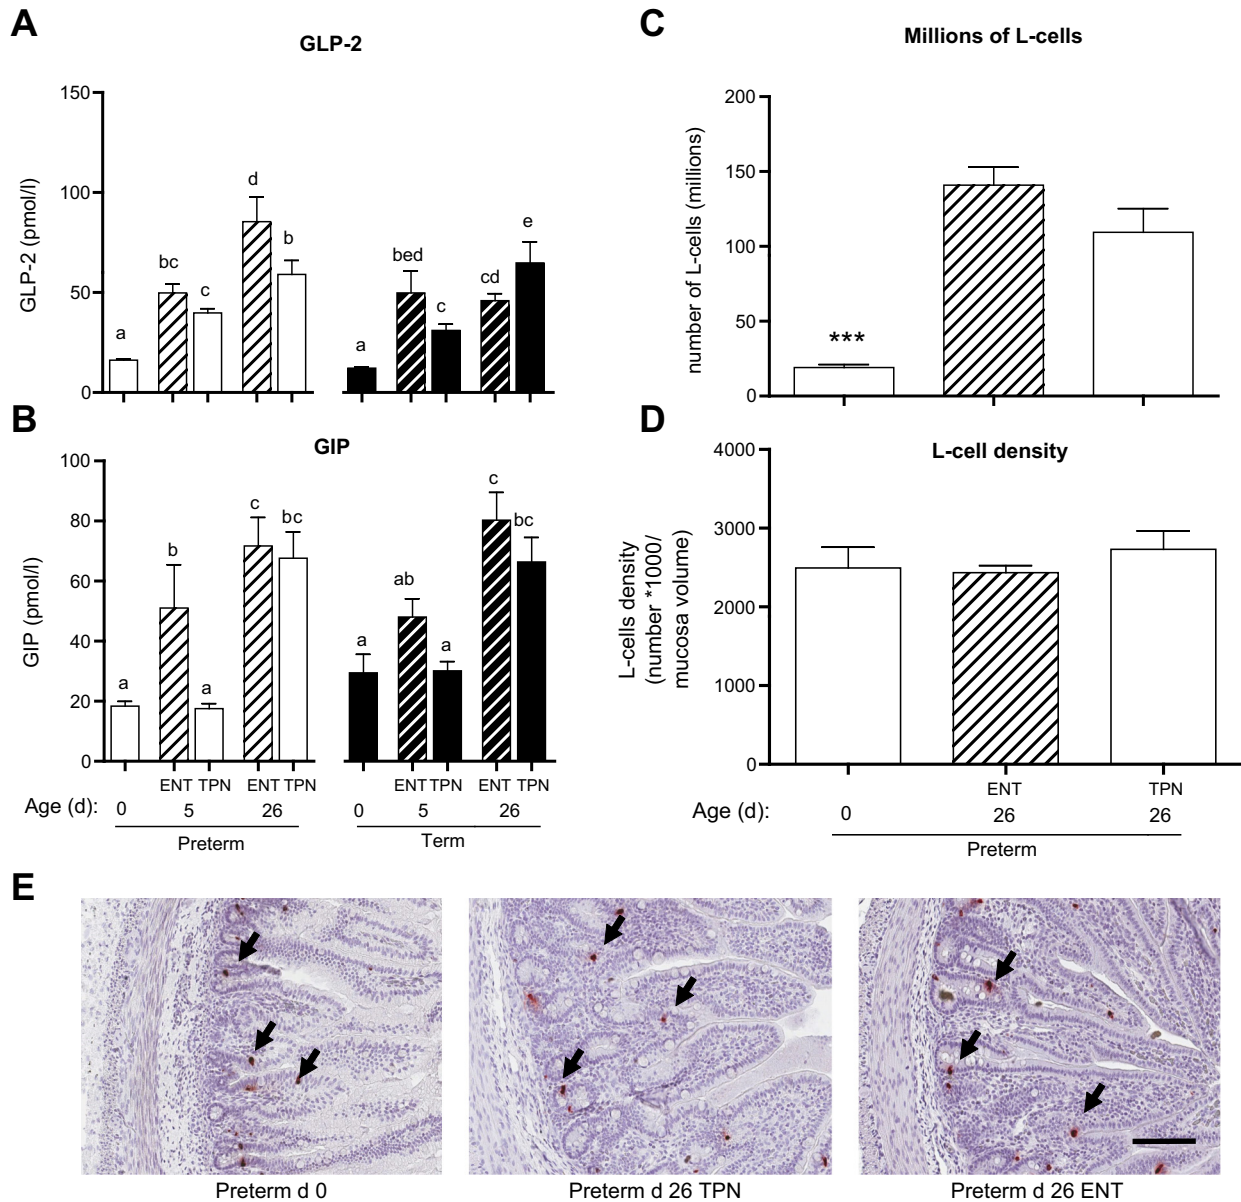 A
GLP-2
GLP-2 (pmol/l)
150
100
50
0
a
bc
c
d
b
a
bed
c
cd
e
B
GIP
GIP (pmol/l)
100
80
60
40
20
0
a
b
a
c
bc
a
ab
a
c
bc
ENT TPN ENT TPN ENT TPN ENT TPN
Age (d): 0 5 26 0 5 26
Preterm Term
C
Millions of L-cells
number of L-cells (millions)
200
150
100
50
0
***
D
L-cell density
L-cells density
(number *1000/
mucosa volume)
4000
3000
2000
1000
0
ENT TPN
Age (d): 0 26 26
Preterm
E
Preterm d 0 Preterm d 26 TPN Preterm d 26 ENT